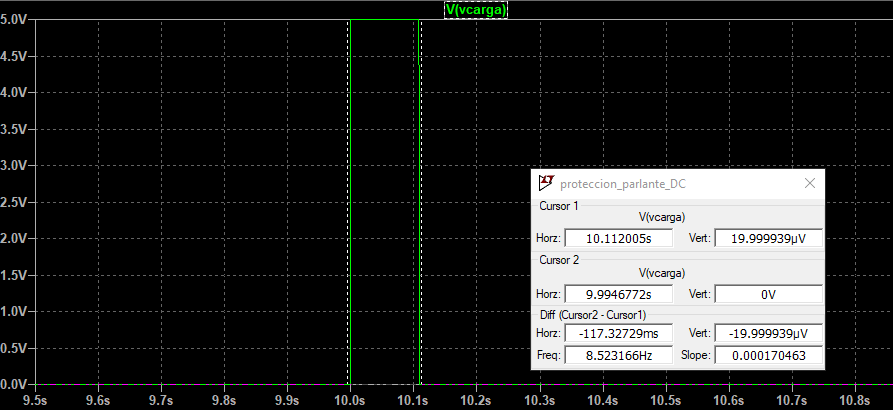 V(vcarga)
5.0V
4.5V
4.0V
3.5V
3.0V
2.5V
2.0V
1.5V
1.0V
0.5V
0.0V
9.5s 9.6s 9.7s 9.8s 9.9s 10.0s 10.1s 10.2s 10.3s 10.4s 10.5s 10.6s 10.7s 10.8s
proteccion_parlante_DC
Cursor 1
V(vcarga)
Horz: 10.112005s Vert: 19.999939µV
Cursor 2
V(vcarga)
Horz: 9.9946772s Vert: 0V
Diff (Cursor2 - Cursor1)
Horz: -117.32729ms Vert: -19.999939µV
Freq: 8.523166Hz Slope: 0.000170463